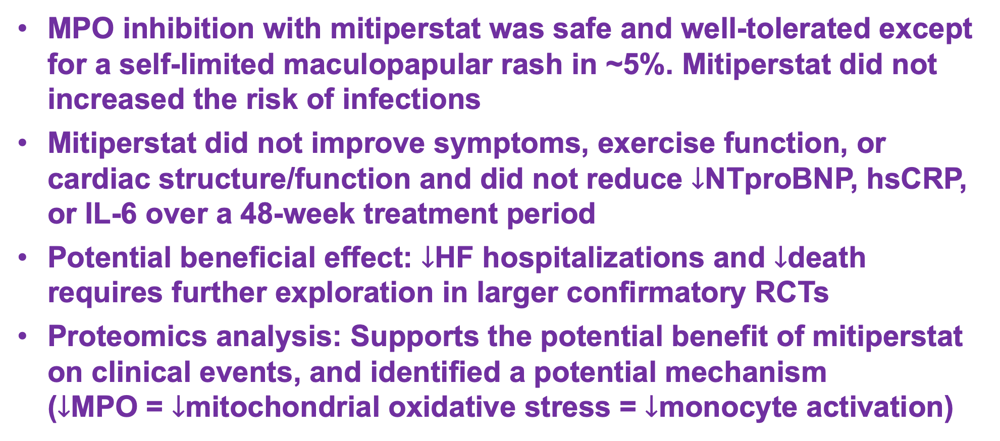 • MPO inhibition with mitiperstat was safe and well-tolerated except
for a self-limited maculopapular rash in ~5%. Mitiperstat did not
increased the risk of infections
• Mitiperstat did not improve symptoms, exercise function, or
cardiac structure/function and did not reduce ↓NTproBNP, hsCRP,
or IL-6 over a 48-week treatment period
• Potential beneficial effect: ↓HF hospitalizations and ↓death
requires further exploration in larger confirmatory RCTs
• Proteomics analysis: Supports the potential benefit of mitiperstat
on clinical events, and identified a potential mechanism
(↓MPO = ↓mitochondrial oxidative stress = ↓monocyte activation)